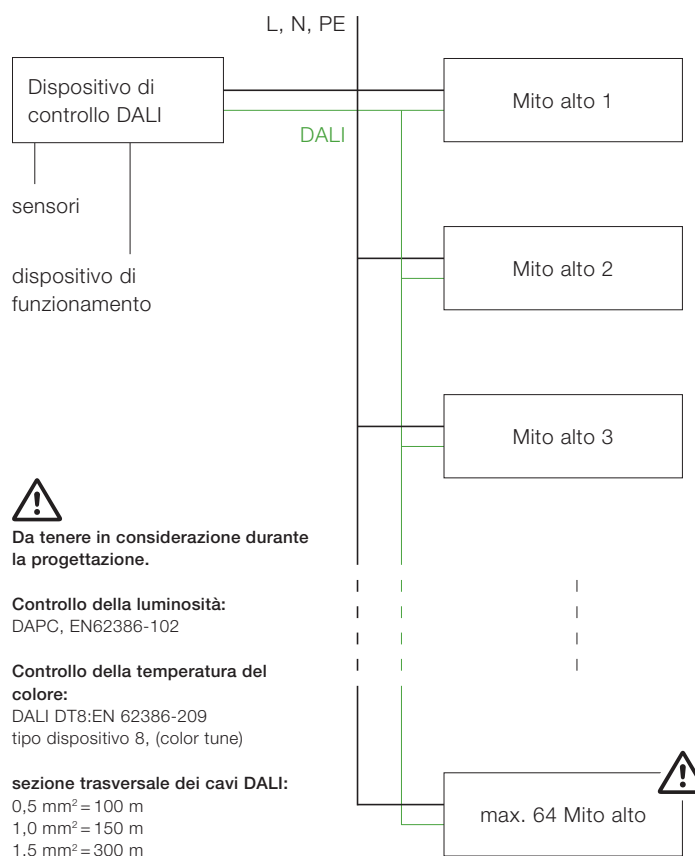 L, N, PE
Dispositivo di
controllo DALI
Mito alto 1
DALI
sensori
dispositivo di
funzionamento
Mito alto 2
Mito alto 3
Da tenere in considerazione durante
la progettazione.
Controllo della luminosità:
DAPC, EN62386-102
Controllo della temperatura del
colore:
DALI DT8:EN 62386-209
tipo dispositivo 8, (color tune)
sezione trasversale dei cavi DALI:
0,5 mm² = 100 m
1,0 mm² = 150 m
1,5 mm² = 300 m
max. 64 Mito alto